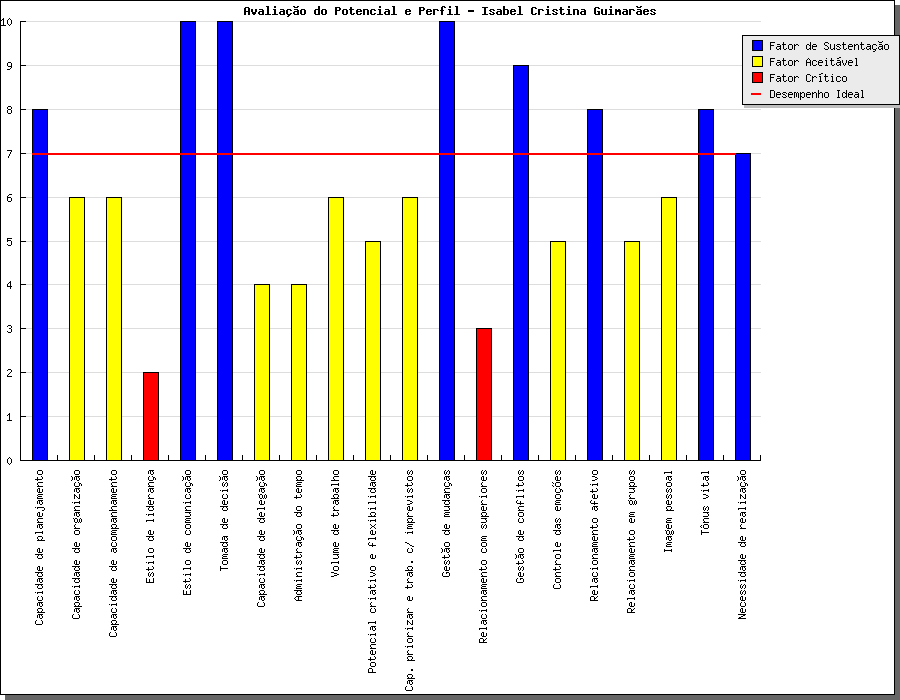 Avaliação do Potencial e Perfil - Isabel Cristina Guimarães
Fator de Sustentação
Fator Aceitável
Fator Crítico
Desempenho Ideal
10
9
8
7
6
5
4
3
2
1
0
Capacidade de planejamento
Capacidade de organização
Capacidade de acompanhamento
Estilo de liderança
Estilo de comunicação
Tomada de decisão
Capacidade de delegação
Administração do tempo
Volume de trabalho
Potencial criativo e flexibilidade
Cap. priorizar e trab. c/ imprevistos
Gestão de mudanças
Relacionamento com superiores
Gestão de conflitos
Controle das emoções
Relacionamento afetivo
Relacionamento em grupos
Imagem pessoal
Tônus vital
Necessidade de realização